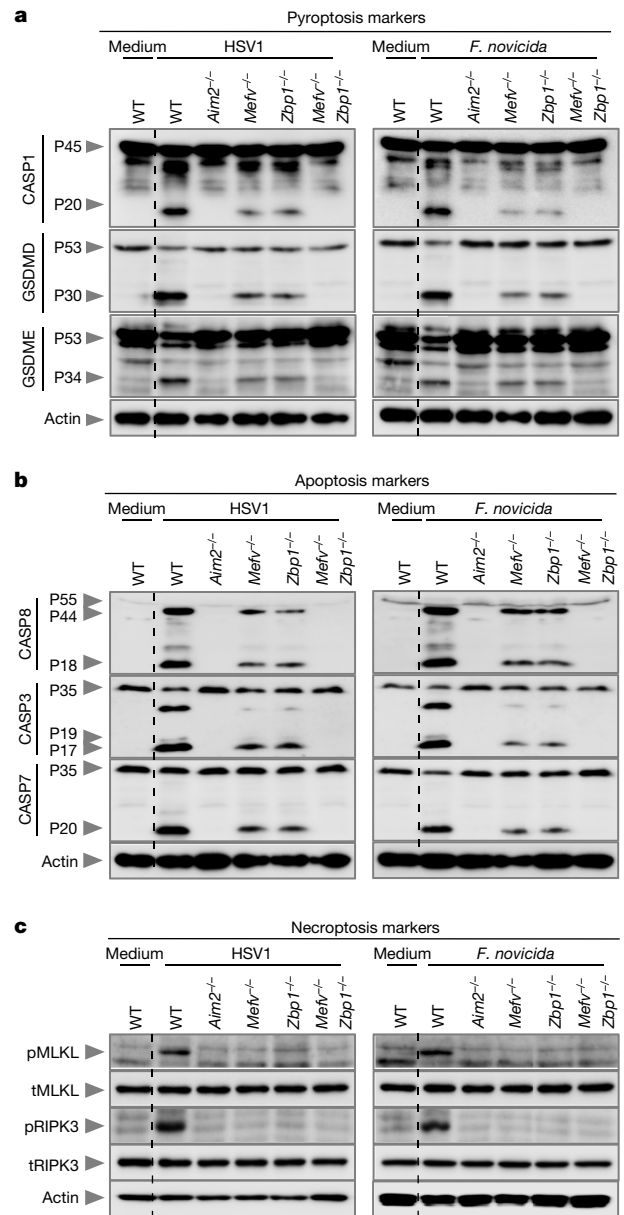 a
Pyroptosis markers
Medium HSV1 Medium F. novicida
WT WT Aim2–/– Mefv–/– Zbp1–/– Mefv–/– Zbp1–/– WT WT Aim2–/– Mefv–/– Zbp1–/– Mefv–/– Zbp1–/–
CASP1
P45
P20
GSDMD
P53
P30
GSDME
P53
P34
Actin
b
Apoptosis markers
Medium HSV1 Medium F. novicida
WT WT Aim2–/– Mefv–/– Zbp1–/– Mefv–/– Zbp1–/– WT WT Aim2–/– Mefv–/– Zbp1–/– Mefv–/– Zbp1–/–
CASP8
P55
P44
P18
CASP3
P35
P19
P17
CASP7
P35
P20
Actin
c
Necroptosis markers
Medium HSV1 Medium F. novicida
WT WT Aim2–/– Mefv–/– Zbp1–/– Mefv–/– Zbp1–/– WT WT Aim2–/– Mefv–/– Zbp1–/– Mefv–/– Zbp1–/–
pMLKL
tMLKL
pRIPK3
tRIPK3
Actin